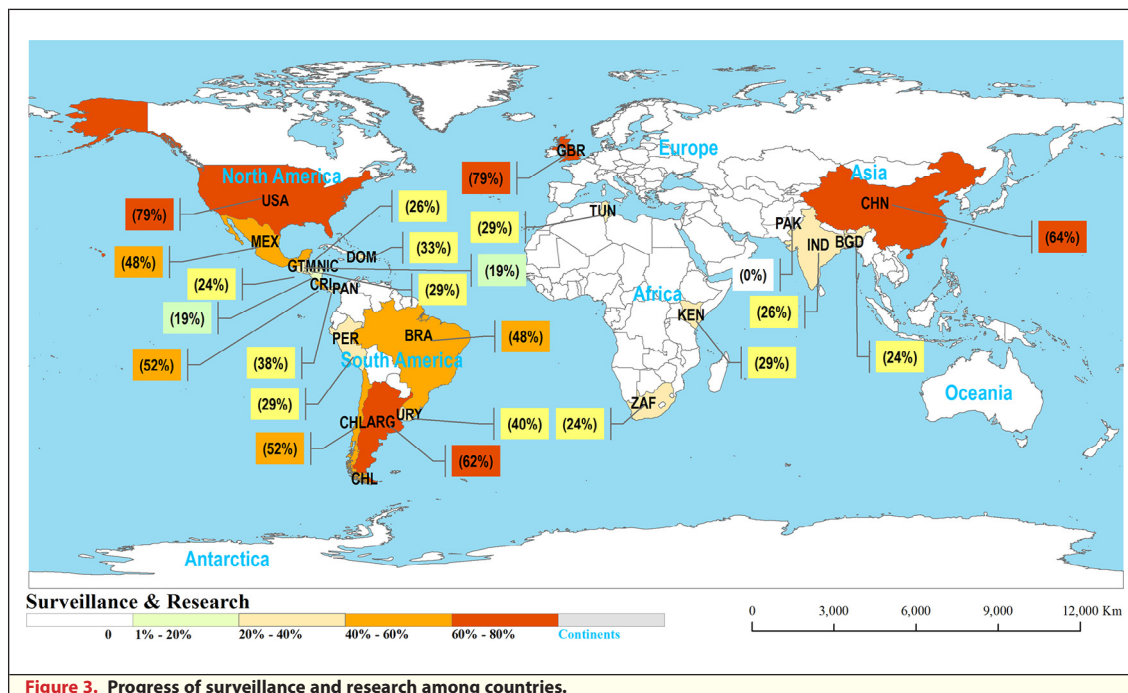 North America
Europe
Asia
GBR
(79%)
USA
(79%)
(26%)
TUN
(29%)
CHN
(64%)
PAK
IND
BGD
MEX
(48%)
DOM
(33%)
GTMNIC
(19%)
(0%)
(24%)
CRI
PAN
(29%)
Africa
(26%)
(19%)
KEN
BRA
(48%)
PER
South America
(52%)
(38%)
(29%)
(24%)
Oceania
(29%)
ZAF
CHLARG
URY
(40%)
(24%)
(52%)
(62%)
CHL
Antarctica
Surveillance & Research
0
1% - 20%
20% - 40%
40% - 60%
60% - 80%
Continents
0
3,000
6,000
9,000
12,000 Km
Figure 3. Progress of surveillance and research among countries.